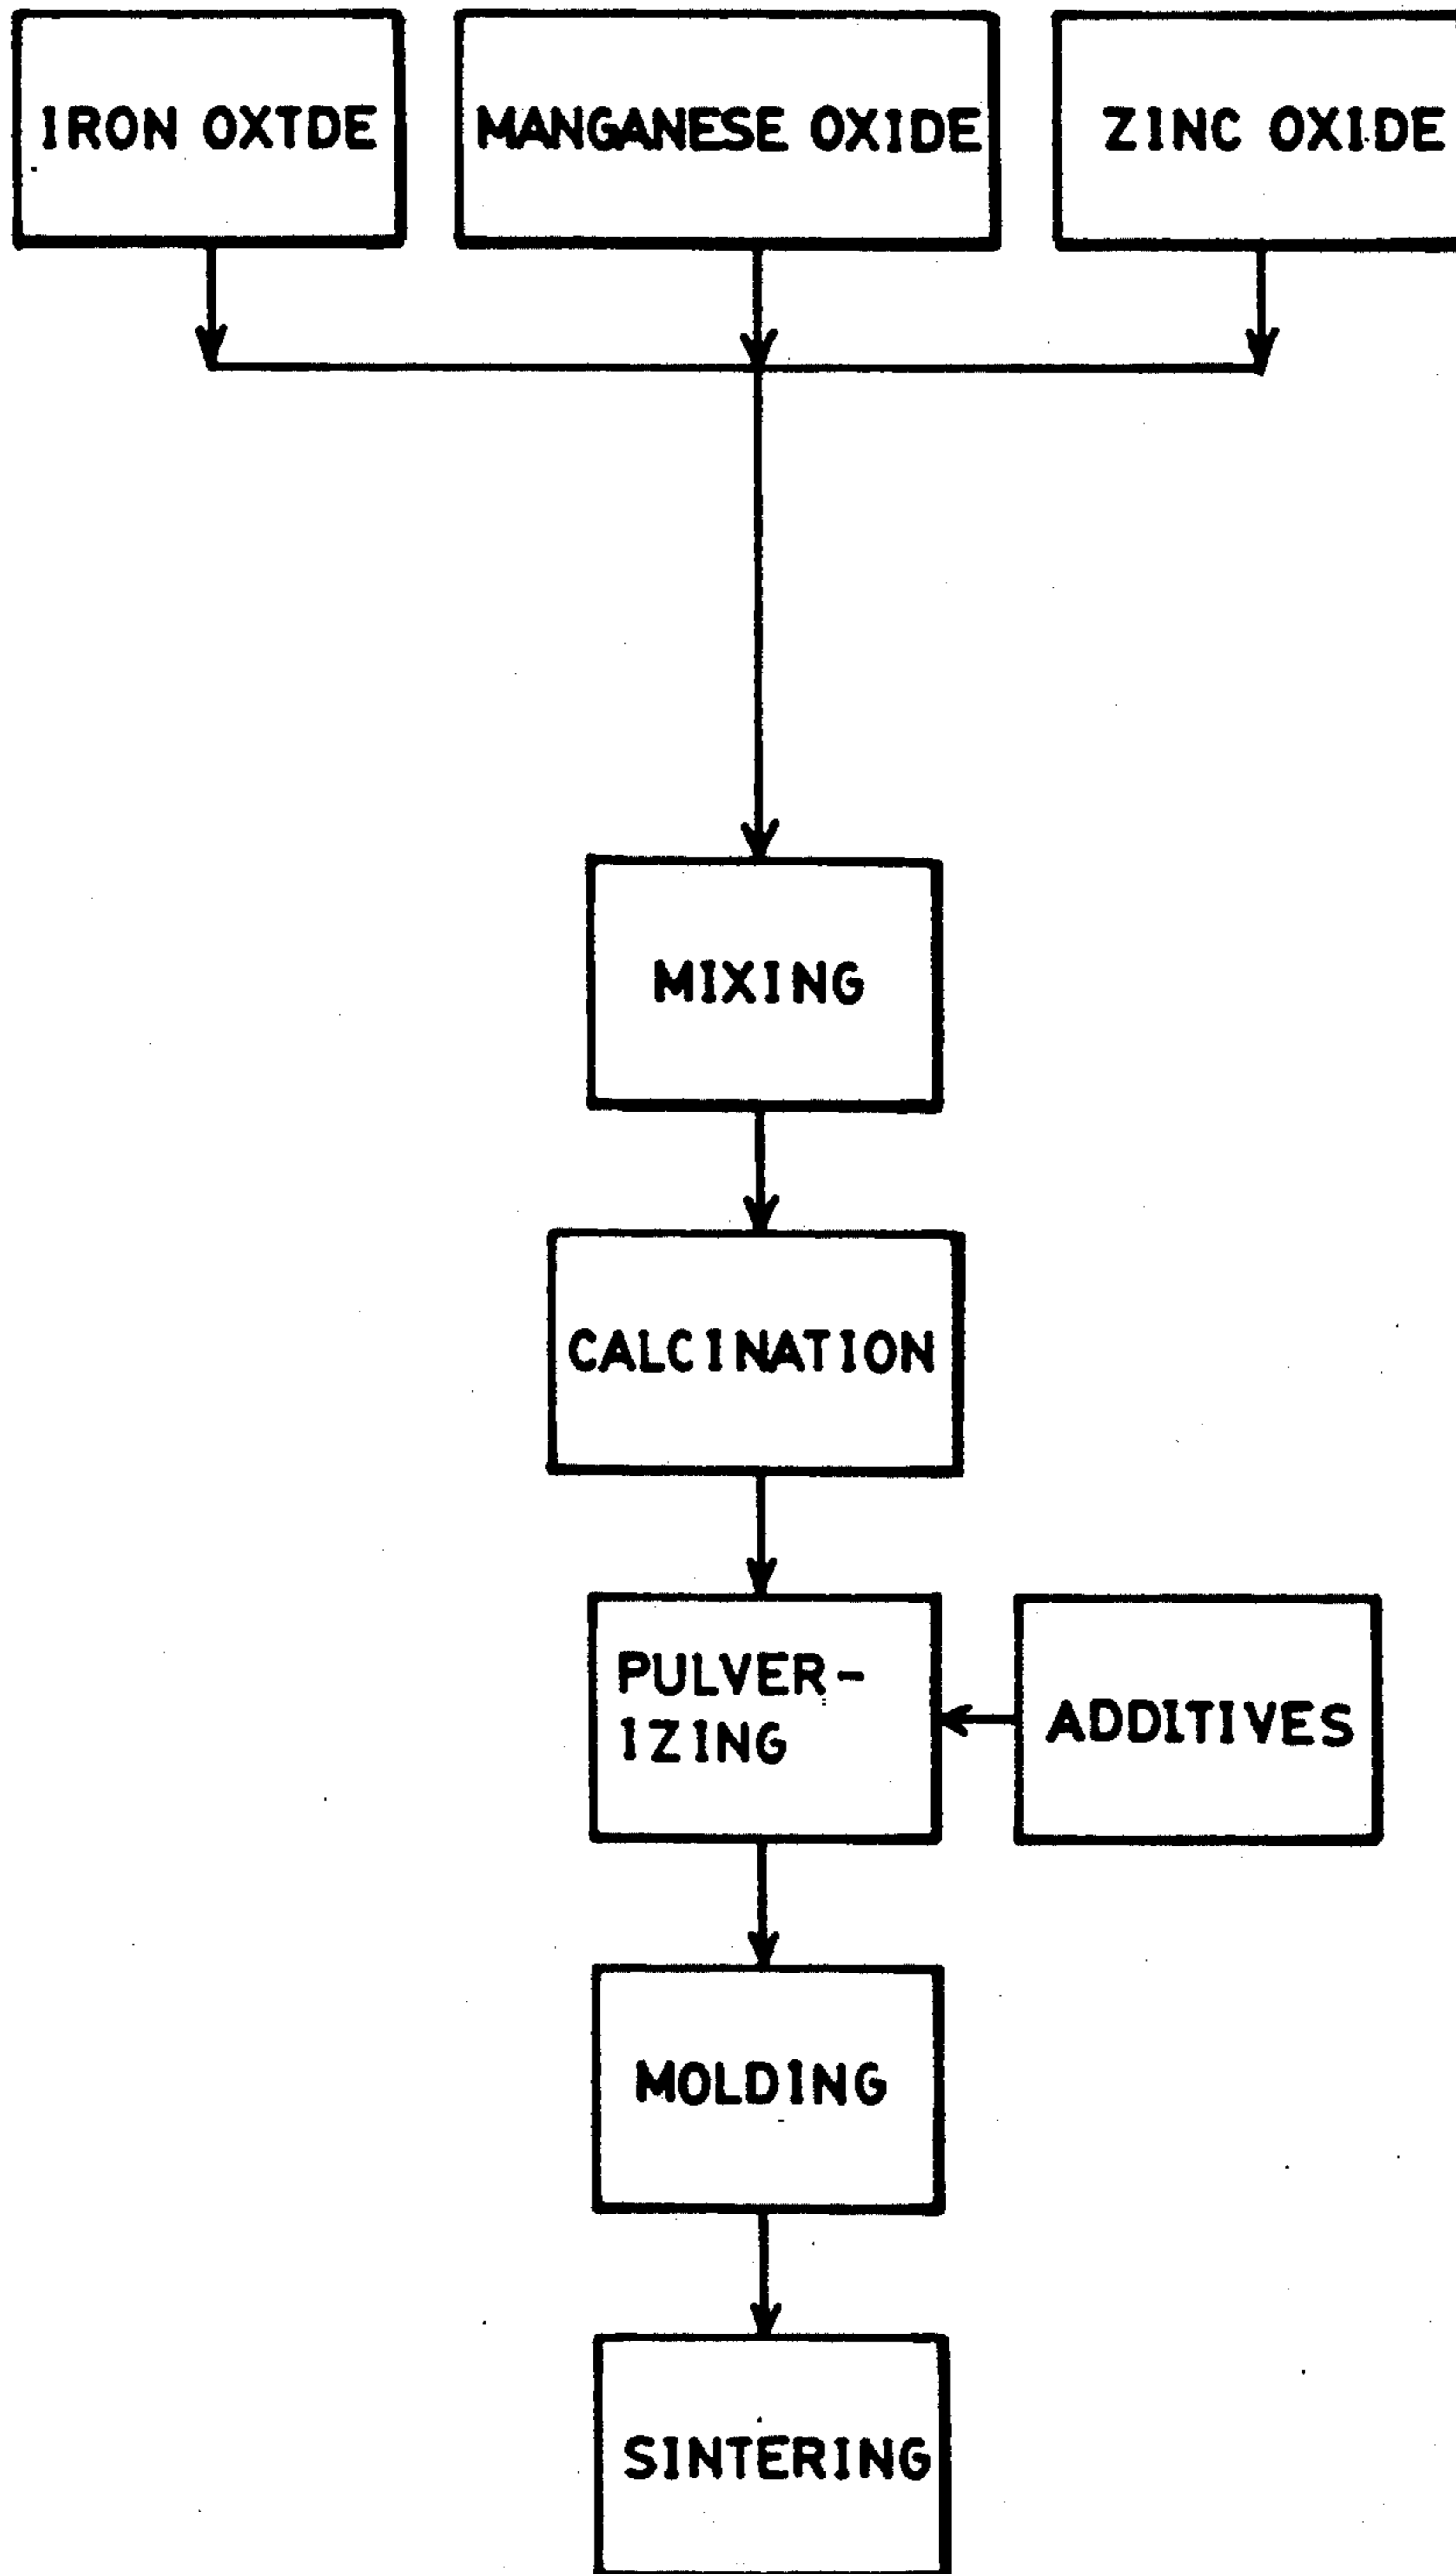 IRON OXTDE
MANGANESE OXIDE
ZINC OXIDE
MIXING
CALCINATION
PULVER-
IZING
ADDITIVES
MOLDING
SINTERING